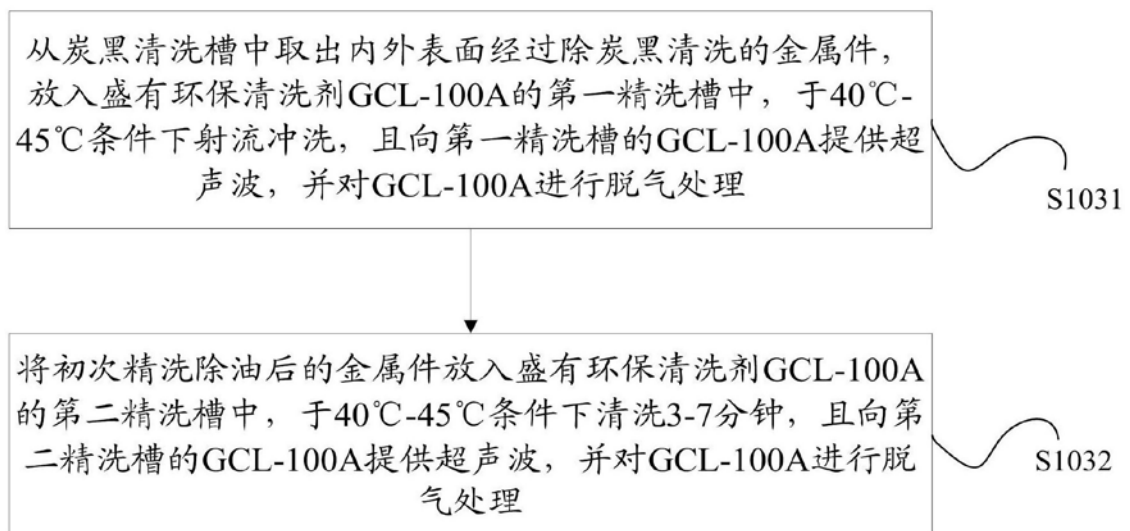 从炭黑清洗槽中取出内外表面经过除炭黑清洗的金属件，
放入盛有环保清洗剂GCL-100A的第一精洗槽中，于40℃-
45℃条件下射流冲洗，且向第一精洗槽的GCL-100A提供超
声波，并对GCL-100A进行脱气处理
S1031
将初次精洗除油后的金属件放入盛有环保清洗剂GCL-100A
的第二精洗槽中，于40℃-45℃条件下清洗3-7分钟，且向第
二精洗槽的GCL-100A提供超声波，并对GCL-100A进行脱
气处理
S1032